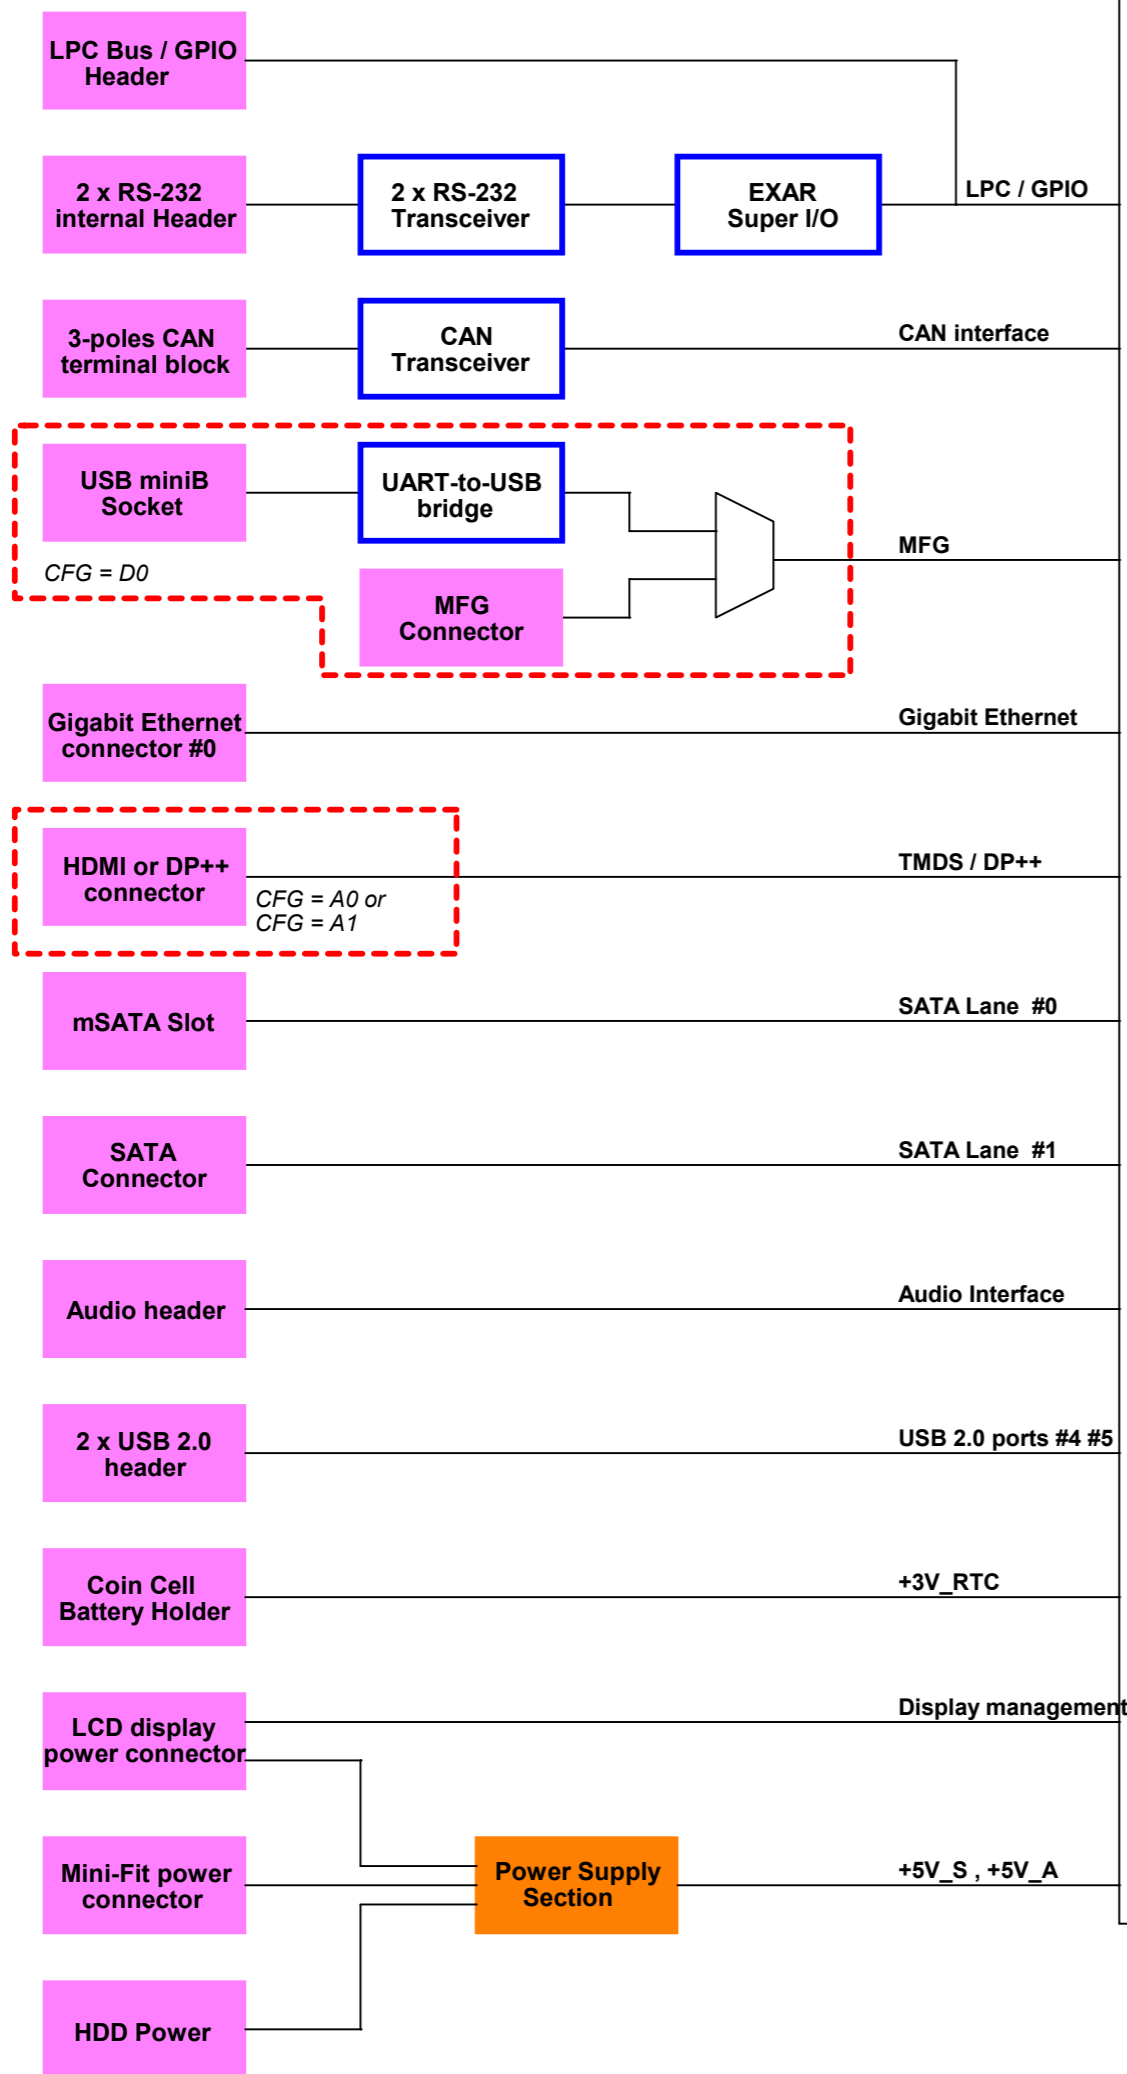 LPC Bus / GPIO
Header
2 x RS-232
internal Header
2 x RS-232
Transceiver
EXAR
Super I/O
LPC / GPIO
3-poles CAN
terminal block
CAN
Transceiver
CAN interface
USB miniB
Socket
UART-to-USB
bridge
CFG = D0
MFG
Connector
MFG
Gigabit Ethernet
connector #0
Gigabit Ethernet
HDMI or DP++
connector
CFG = A0 or
CFG = A1
TMDS / DP++
mSATA Slot
SATA Lane #0
SATA
Connector
SATA Lane #1
Audio header
Audio Interface
2 x USB 2.0
header
USB 2.0 ports #4 #5
Coin Cell
Battery Holder
+3V_RTC
LCD display
power connector
Display management
Mini-Fit power
connector
Power Supply
Section
+5V_S , +5V_A
HDD Power